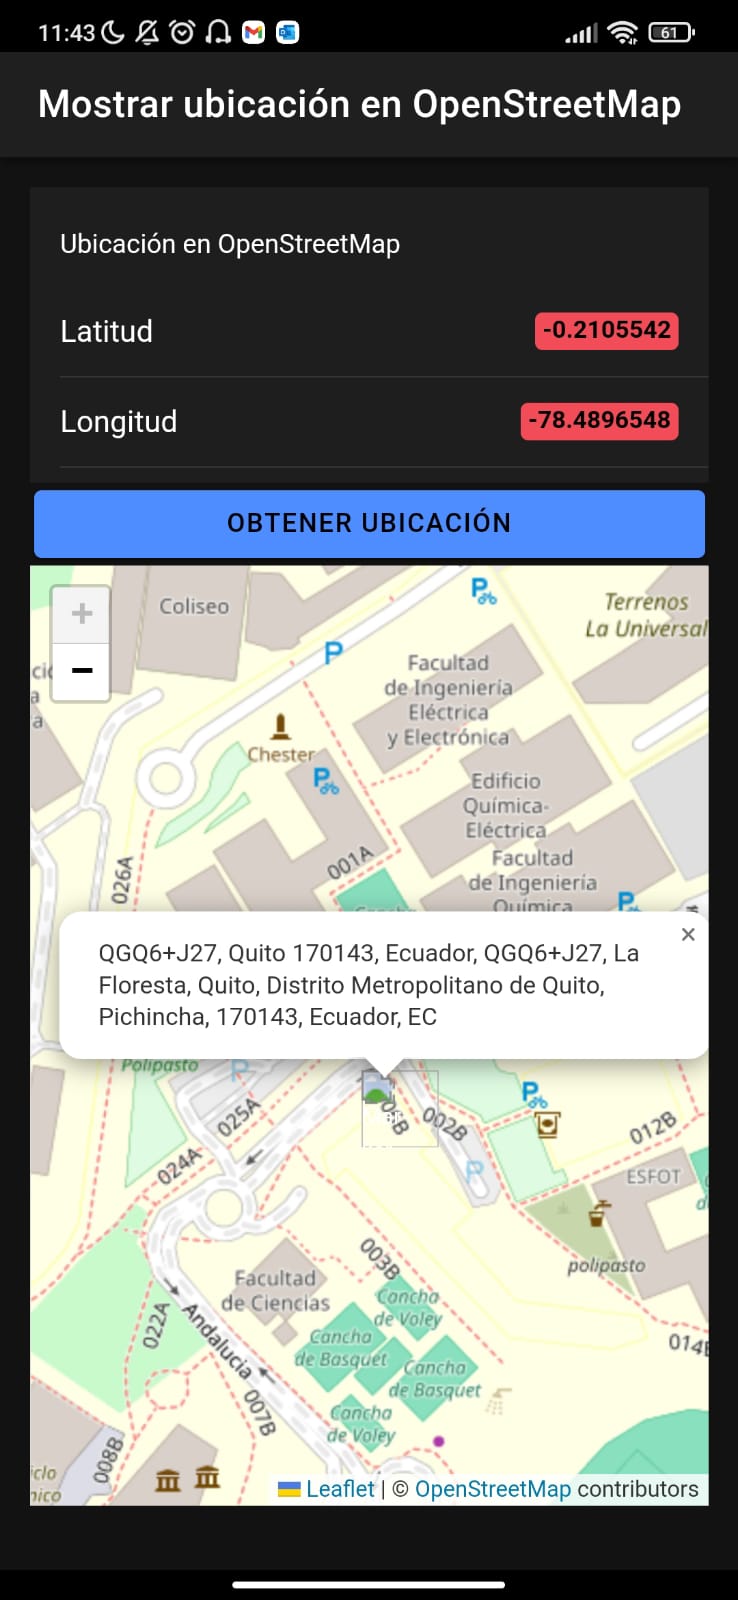 11:43
61
Mostrar ubicación en OpenStreetMap
Ubicación en OpenStreetMap
Latitud
-0.2105542
Longitud
-78.4896548
OBTENER UBICACIÓN
+
−
Coliseo
P
P
Terrenos
La Universal
Facultad
de Ingeniería
Eléctrica
y Electrónica
Chester
P
Edificio
Química-
Eléctrica
Facultad
de Ingeniería
Química
P
001A
026A
×
QGQ6+J27, Quito 170143, Ecuador, QGQ6+J27, La
Floresta, Quito, Distrito Metropolitano de Quito,
Pichincha, 170143, Ecuador, EC
Polipasto
P
025A
002B
P
P
012B
024A
ESFOT
polipasto
003B
Facultad
de Ciencias
Cancha
de Voley
022A
Andalucia
Cancha
de Basquet
Cancha
de Basquet
014B
007B
Cancha
de Voley
008B
Leaflet | © OpenStreetMap contributors